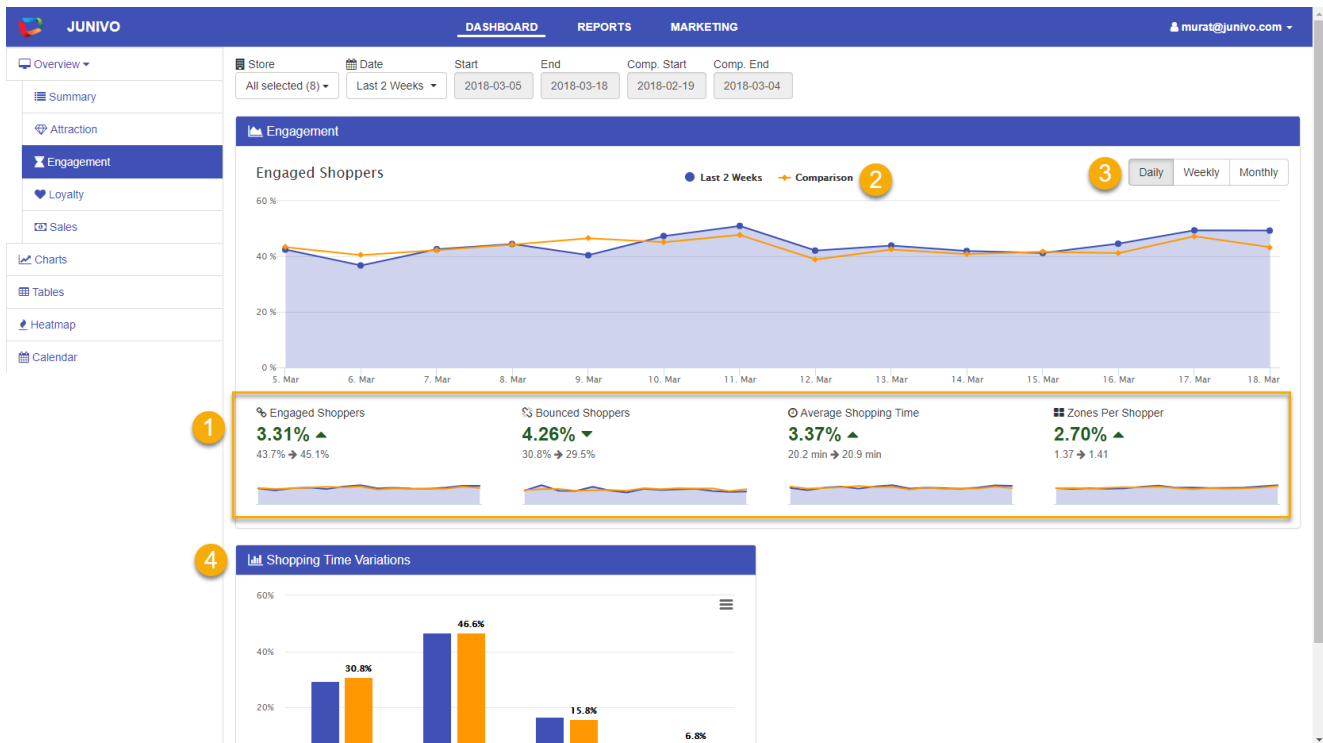 JUNIVO DASHBOARD REPORTS MARKETING murat@junivo.com
Overview
Summary
Attraction
Engagement
Loyalty
Sales
Charts
Tables
Heatmap
Calendar
Store Date Start End Comp. Start Comp. End
All selected (8) Last 2 Weeks 2018-03-05 2018-03-18 2018-02-19 2018-03-04
Engagement
Engaged Shoppers Last 2 Weeks Comparison 2 3 Daily Weekly Monthly
60 %
40 %
20 %
0 %
5. Mar 6. Mar 7. Mar 8. Mar 9. Mar 10. Mar 11. Mar 12. Mar 13. Mar 14. Mar 15. Mar 16. Mar 17. Mar 18. Mar
1
Engaged Shoppers
3.31%
43.7% → 45.1%
Bounced Shoppers
4.26%
30.8% → 29.5%
Average Shopping Time
3.37%
20.2 min → 20.9 min
Zones Per Shopper
2.70%
1.37 → 1.41
4 Shopping Time Variations
60%
40%
20%
30.8%
46.6%
15.8%
6.8%